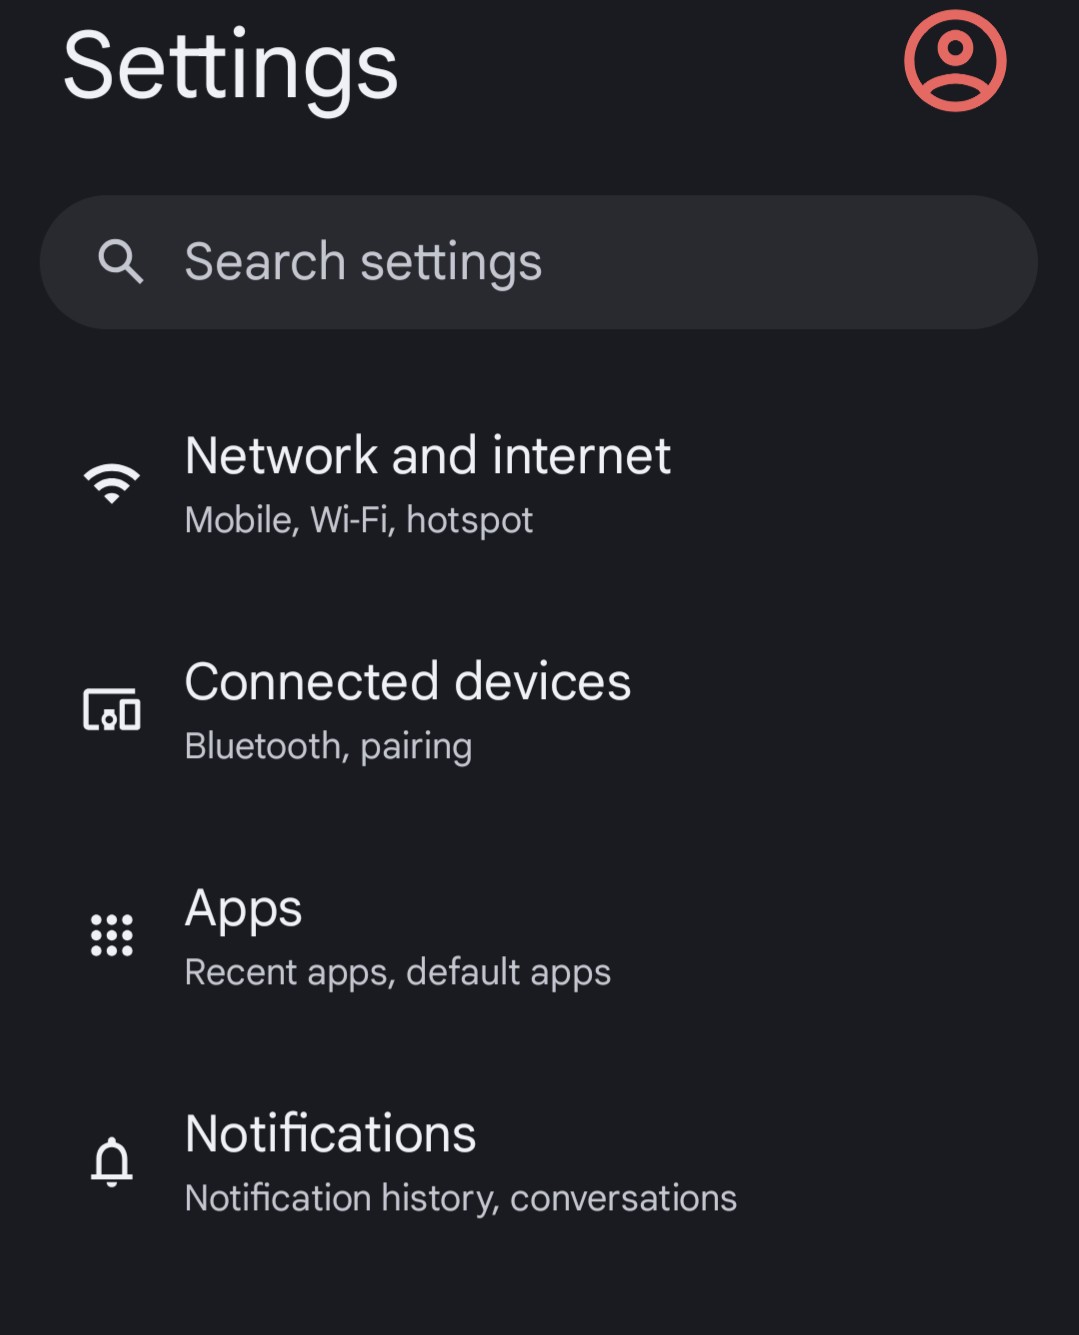 Settings
Search settings
Network and internet
Mobile, Wi-Fi, hotspot
Connected devices
Bluetooth, pairing
Apps
Recent apps, default apps
Notifications
Notification history, conversations